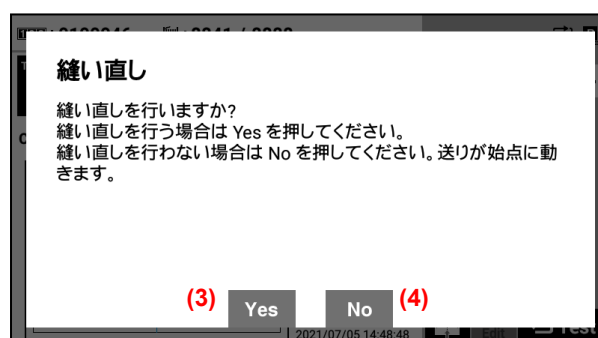 縫い直し
縫い直しを行いますか?
縫い直しを行う場合は Yes を押してください。
縫い直しを行わない場合は No を押してください。送りが始点に動
きます。
(3) Yes No (4)
2021/07/05 14:48:48 Edit Test